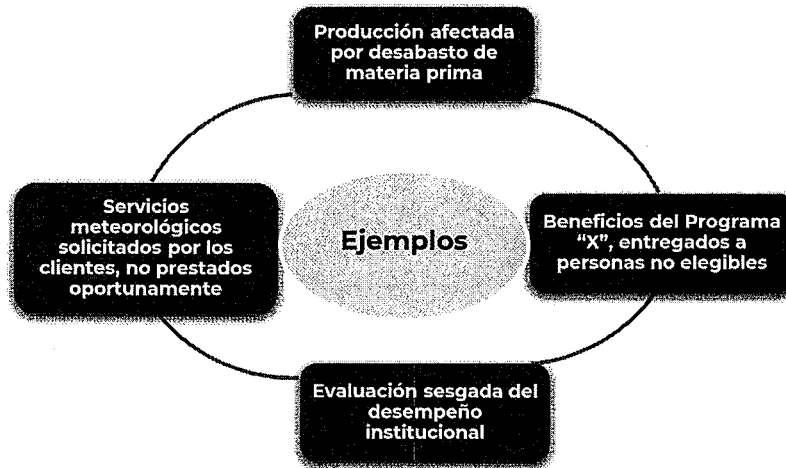 Producción afectada
por desabasto de
materia prima
Servicios
meteorológicos
solicitados por los
clientes, no prestados
oportunamente
Ejemplos
Beneficios del Programa
“X”, entregados a
personas no elegibles
Evaluación sesgada del
desempeño
institucional